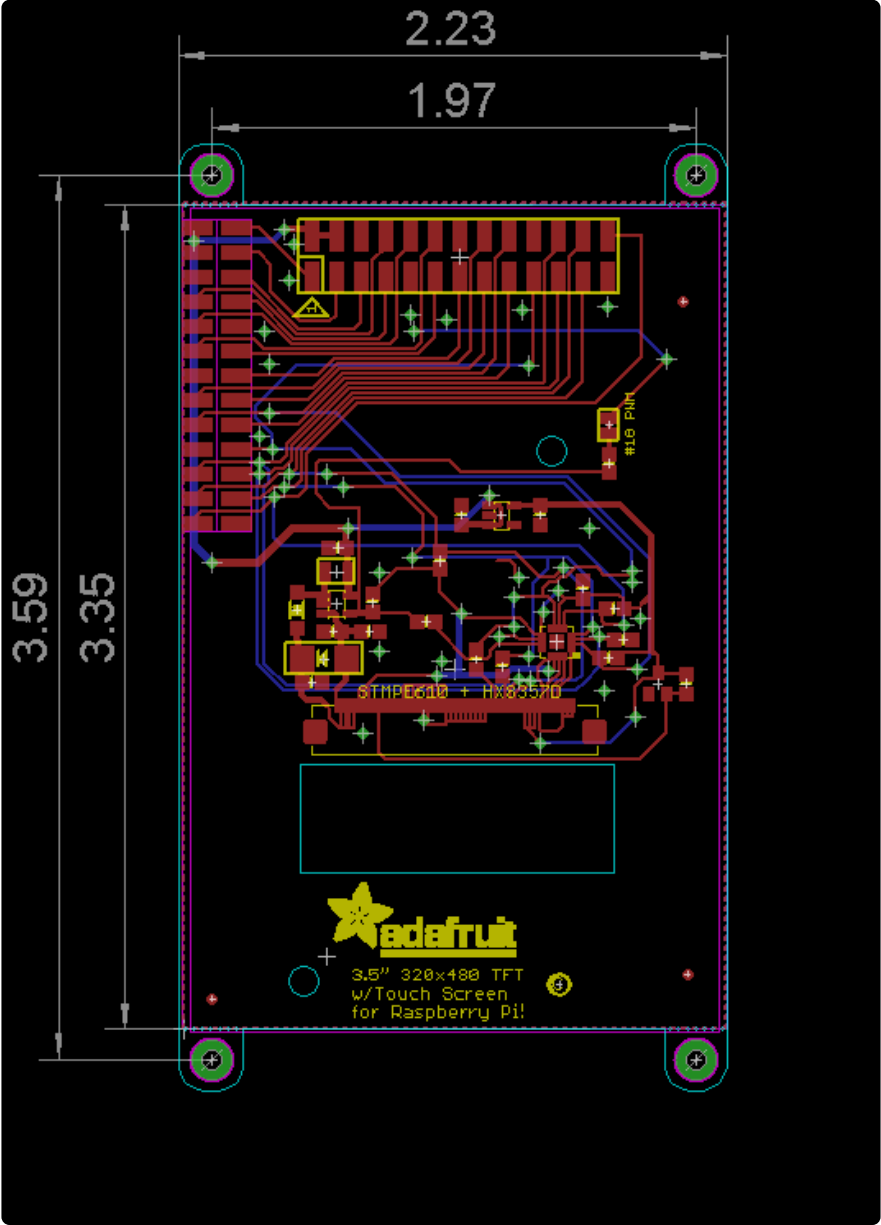 2.23
1.97
3.59
3.35
#18 PWM
STMPE610 + HX8357D
adafruit
3.5" 320x480 TFT
w/Touch Screen
for Raspberry Pi!